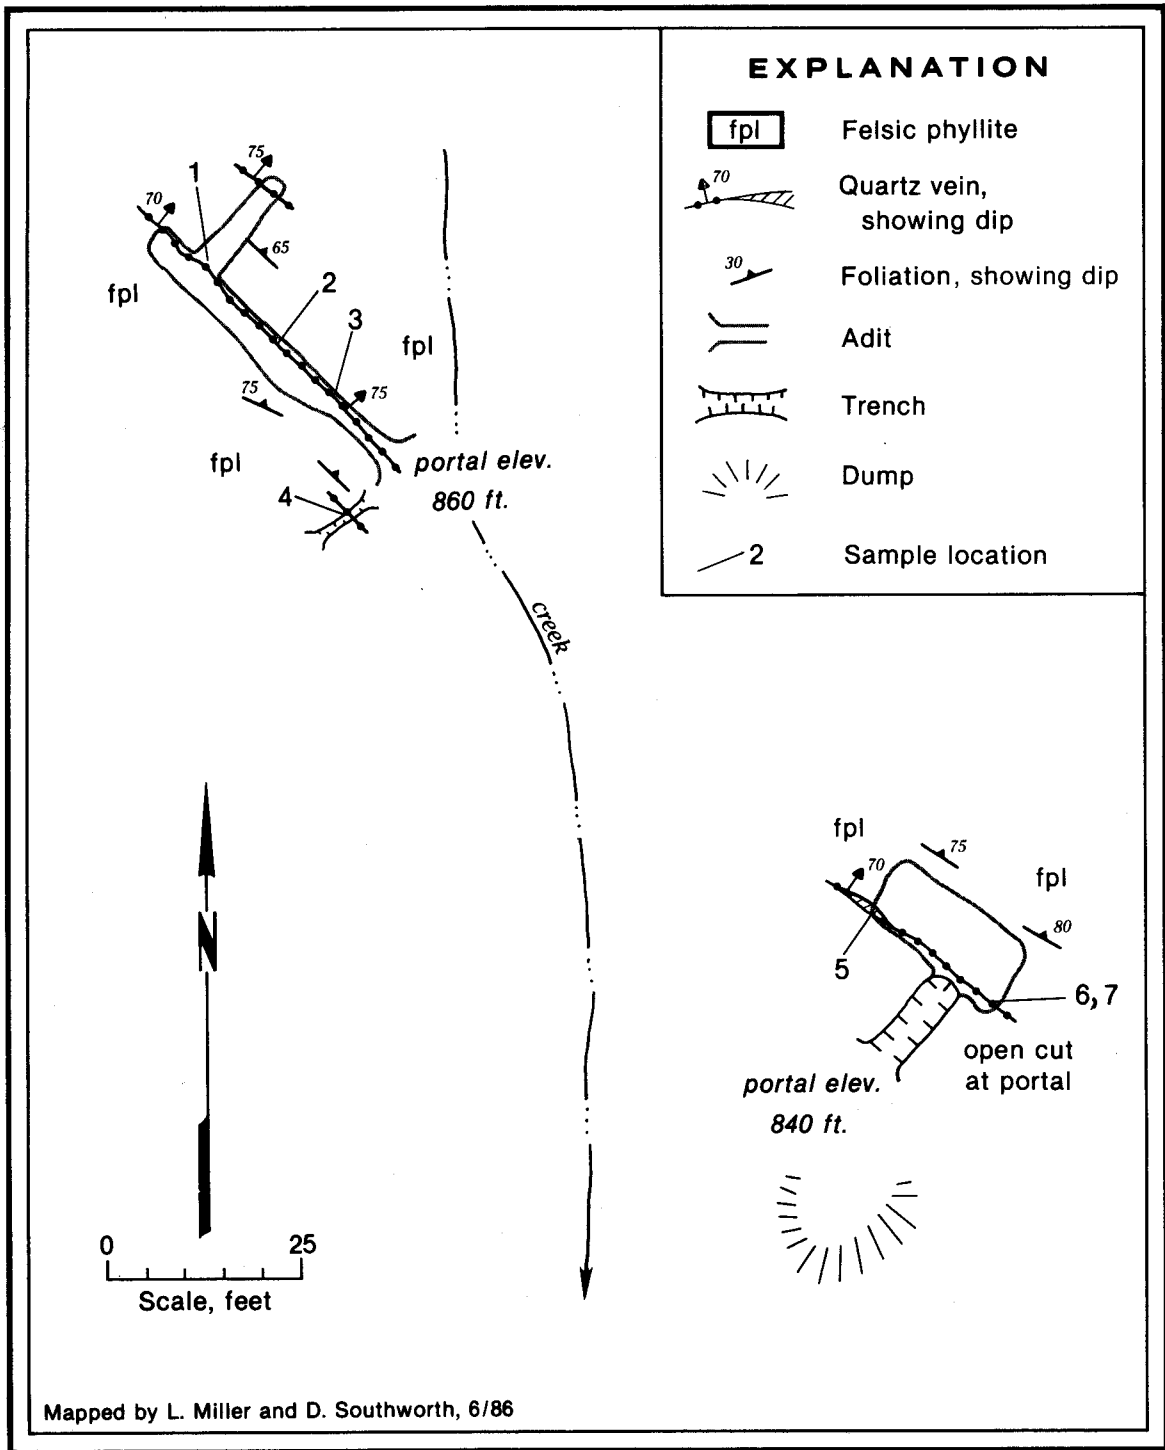 EXPLANATION
fpl Felsic phyllite
70 Quartz vein,
showing dip
30 Foliation, showing dip
Adit
Trench
Dump
2 Sample location
75
1
70
65
fpl
2
3
fpl
75
75
fpl
portal elev.
860 ft.
4
creek
N
fpl
75
70
fpl
80
5
6,7
open cut
at portal
portal elev.
840 ft.
0 25
Scale, feet
Mapped by L. Miller and D. Southworth, 6/86